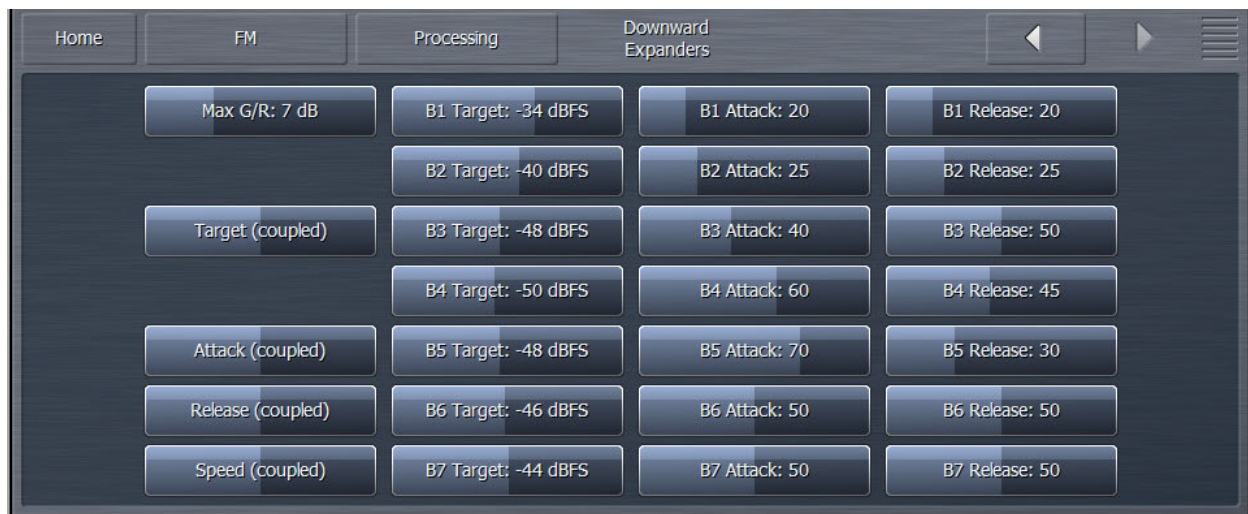 Home
FM
Processing
Downward
Expanders
Max G/R: 7 dB
B1 Target: -34 dBFS
B1 Attack: 20
B1 Release: 20
B2 Target: -40 dBFS
B2 Attack: 25
B2 Release: 25
Target (coupled)
B3 Target: -48 dBFS
B3 Attack: 40
B3 Release: 50
B4 Target: -50 dBFS
B4 Attack: 60
B4 Release: 45
Attack (coupled)
B5 Target: -48 dBFS
B5 Attack: 70
B5 Release: 30
Release (coupled)
B6 Target: -46 dBFS
B6 Attack: 50
B6 Release: 50
Speed (coupled)
B7 Target: -44 dBFS
B7 Attack: 50
B7 Release: 50